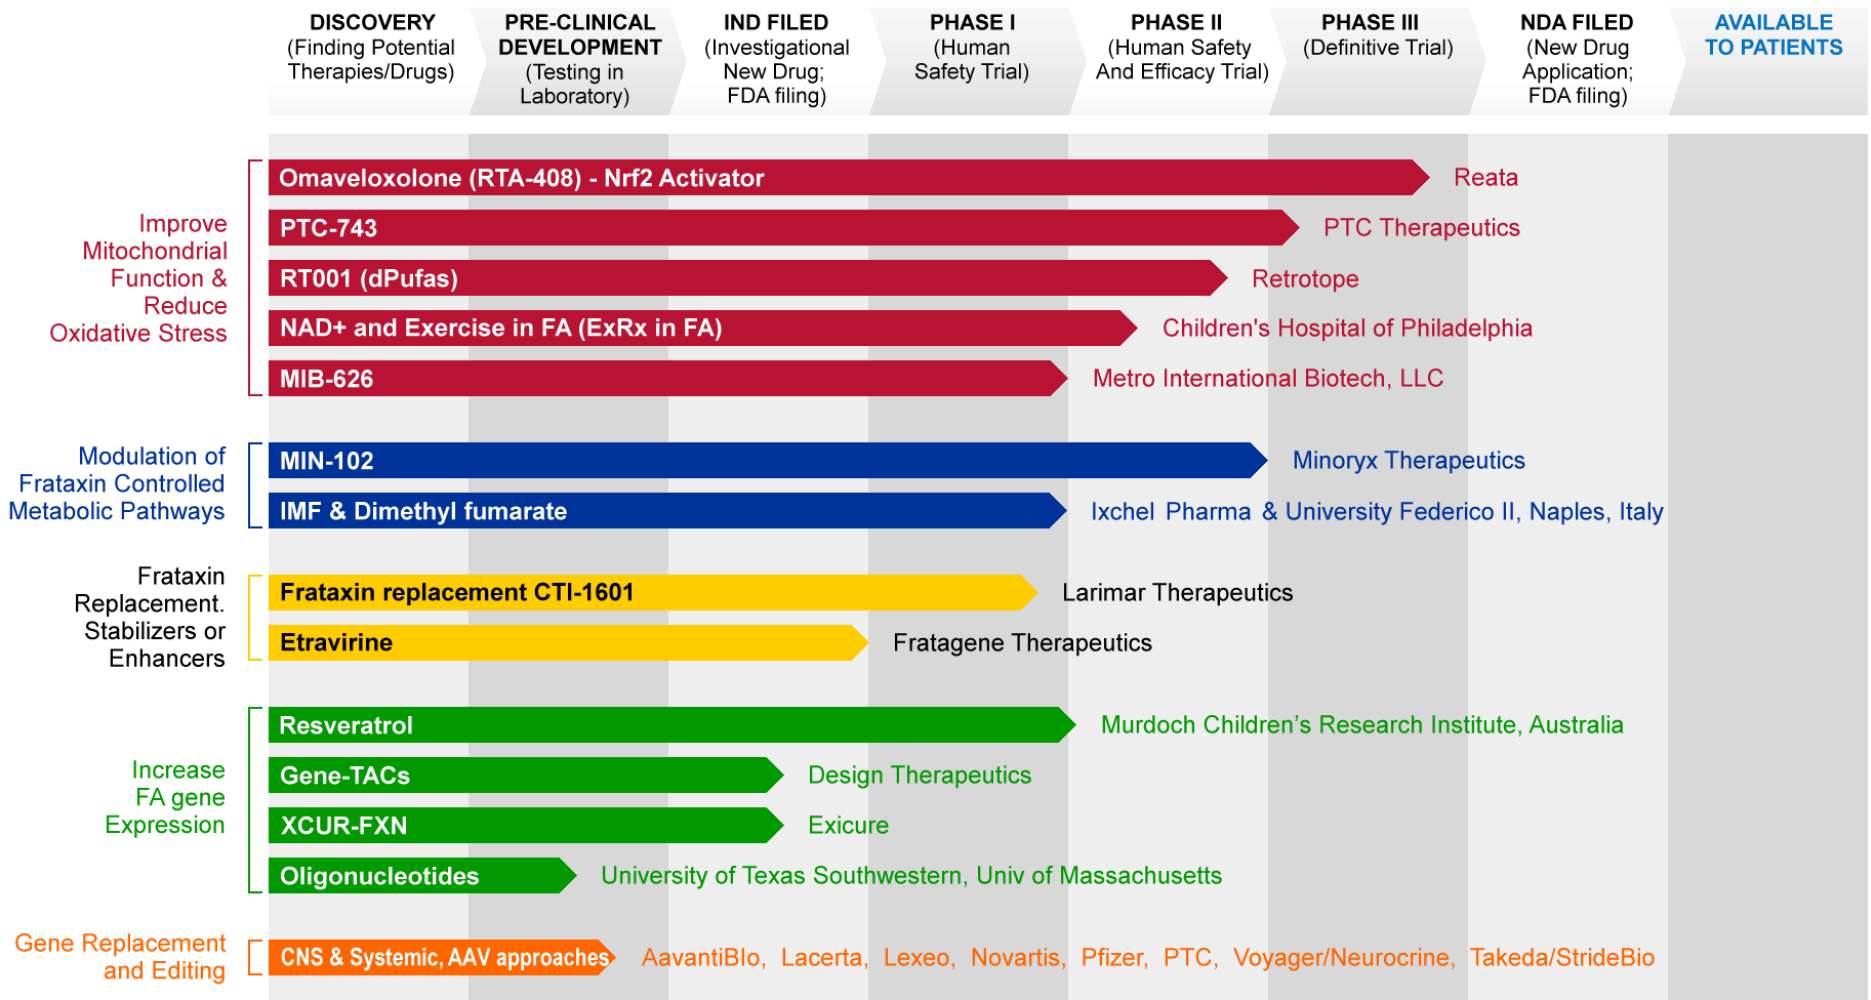 DISCOVERY
(Finding Potential
Therapies/Drugs)
PRE-CLINICAL
DEVELOPMENT
(Testing in
Laboratory)
IND FILED
(Investigational
New Drug;
FDA filing)
PHASE I
(Human
Safety Trial)
PHASE II
(Human Safety
And Efficacy Trial)
PHASE III
(Definitive Trial)
NDA FILED
(New Drug
Application;
FDA filing)
AVAILABLE
TO PATIENTS
Improve
Mitochondrial
Function &
Reduce
Oxidative Stress
Omaveloxolone (RTA-408) - Nrf2 Activator
Reata
PTC-743
PTC Therapeutics
RT001 (dPufas)
Retrotope
NAD+ and Exercise in FA (ExRx in FA)
Children's Hospital of Philadelphia
MIB-626
Metro International Biotech, LLC
Modulation of
Frataxin Controlled
Metabolic Pathways
MIN-102
Minoryx Therapeutics
IMF & Dimethyl fumarate
Ixchel Pharma & University Federico II, Naples, Italy
Frataxin
Replacement.
Stabilizers or
Enhancers
Frataxin replacement CTI-1601
Larimar Therapeutics
Etravirine
Fratagene Therapeutics
Increase
FA gene
Expression
Resveratrol
Murdoch Children’s Research Institute, Australia
Gene-TACs
Design Therapeutics
XCUR-FXN
Exicure
Oligonucleotides
University of Texas Southwestern, Univ of Massachusetts
Gene Replacement
and Editing
CNS & Systemic, AAV approaches
AavantiBIo, Lacerta, Lexeo, Novartis, Pfizer, PTC, Voyager/Neurocrine, Takeda/StrideBio